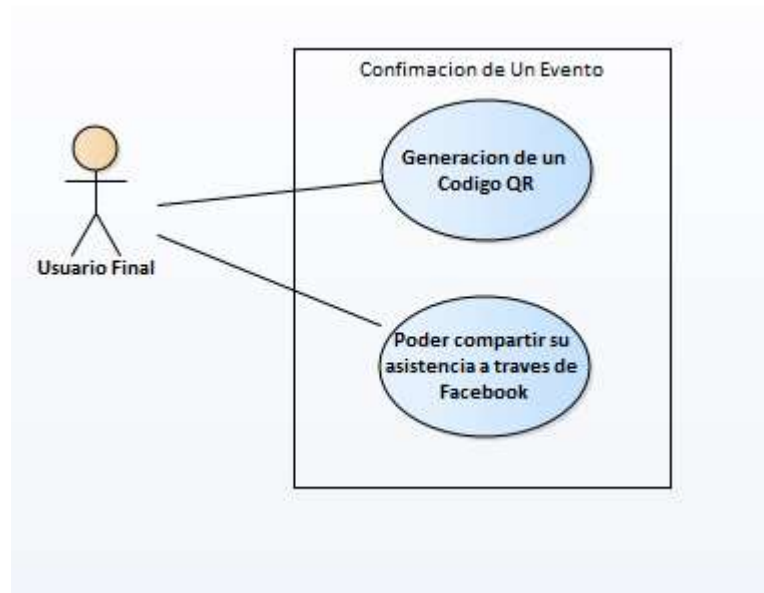 Confimacion de Un Evento
Generacion de un
Codigo QR
Usuario Final
Poder compartir su
asistencia a traves de
Facebook